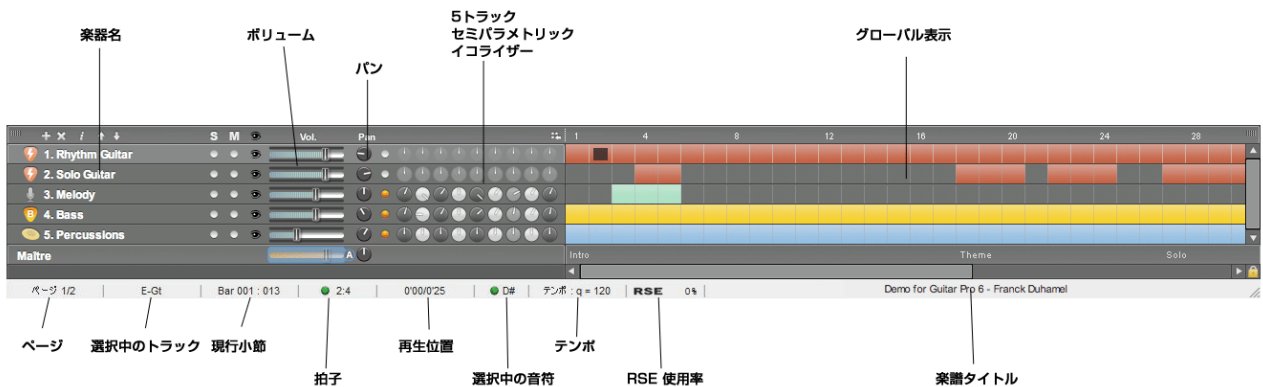 5トラック
セミパラメトリック
イコライザー
楽器名
ボリューム
グローバル表示
パン
S M Vol. Pan 1 4 8 12 16 20 24 28
1. Rhythm Guitar
2. Solo Guitar
3. Melody
4. Bass
5. Percussions
Maître A Intro Theme Solo
ページ 1/2 E-Gt Bar 001 : 013 2:4 0'00/0'25 D# テンポ : q = 120 RSE 0% Demo for Guitar Pro 6 - Franck Duhamel
ページ 選択中のトラック 現行小節 再生位置 テンポ
拍子 選択中の音符 RSE 使用率 楽譜タイトル